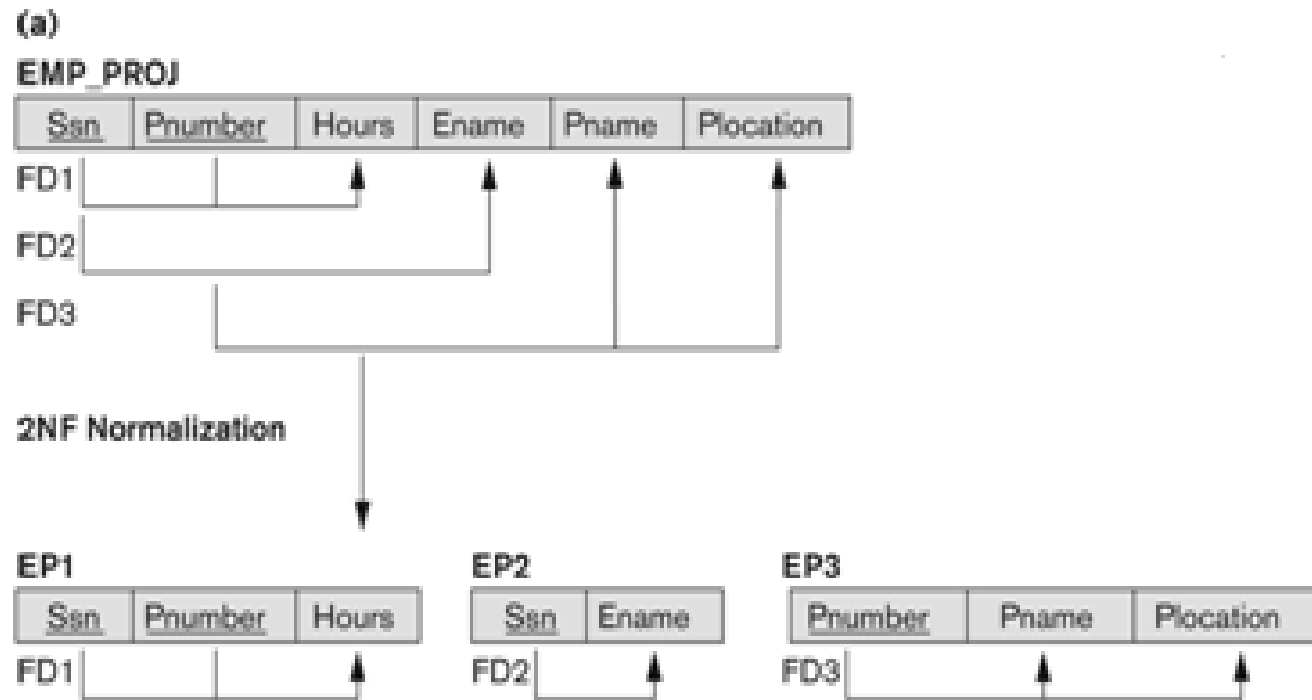 (a)
EMP_PROJ
Ssn Pnumber Hours Ename Pname Plocation
FD1
FD2
FD3
2NF Normalization
EP1 EP2 EP3
Ssn Pnumber Hours Ssn Ename Pnumber Pname Plocation
FD1 FD2 FD3